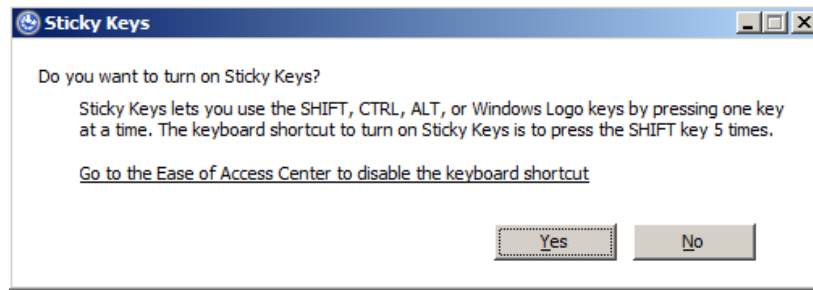 Sticky Keys
Do you want to turn on Sticky Keys?
Sticky Keys lets you use the SHIFT, CTRL, ALT, or Windows Logo keys by pressing one key
at a time. The keyboard shortcut to turn on Sticky Keys is to press the SHIFT key 5 times.
Go to the Ease of Access Center to disable the keyboard shortcut
Yes No